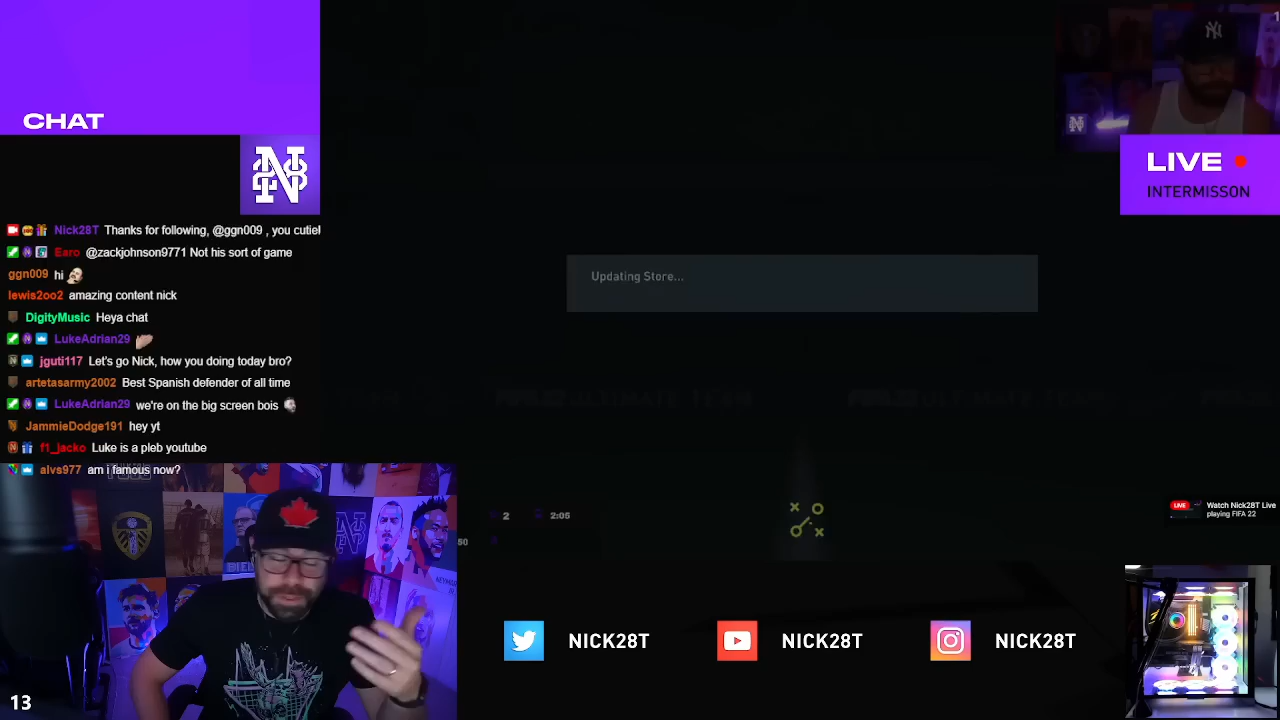 CHAT
LIVE
INTERMISSON
Nick28T Thanks for following, @ggn009 , you cutie
Earo @zackjohnson9771 Not his sort of game
ggn009 hi
lewis2oo2 amazing content nick
DigityMusic Heya chat
LukeAdrian29
jguti117 Let's go Nick, how you doing today bro?
artetasarmy2002 Best Spanish defender of all time
LukeAdrian29 we're on the big screen bois
JammieDodge191 hey yt
f1_jacko Luke is a pleb youtube
alvs977 am i famous now?
Updating Store...
2 2:05
50
LIVE Watch Nick28T Live
playing FIFA 22
NICK28T NICK28T NICK28T
13